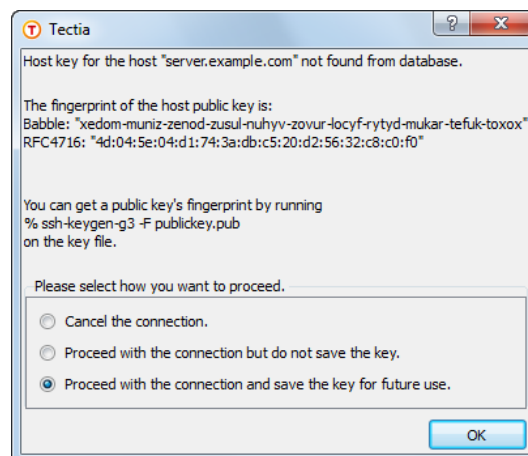 Tectia
Host key for the host "server.example.com" not found from database.
The fingerprint of the host public key is:
Babble: "xedom-muniz-zenod-zusul-nuhyv-zovur-locyf-rytyd-mukar-tefuk-toxox"
RFC4716: "4d:04:5e:04:d1:74:3a:db:c5:20:d2:56:32:c8:c0:f0"
You can get a public key's fingerprint by running
% ssh-keygen-g3 -F publickey.pub
on the key file.
Please select how you want to proceed.
Cancel the connection.
Proceed with the connection but do not save the key.
Proceed with the connection and save the key for future use.
OK